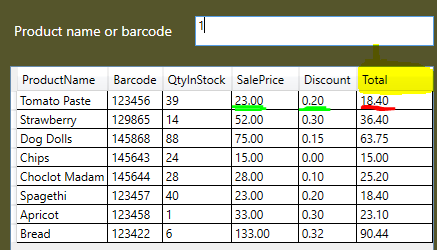 Product name or barcode 1
ProductName Barcode QtyInStock SalePrice Discount Total
Tomato Paste 123456 39 23.00 0.20 18.40
Strawberry 129865 14 52.00 0.30 36.40
Dog Dolls 145868 88 75.00 0.15 63.75
Chips 145643 24 15.00 0.00 15.00
Choclot Madam 145644 28 28.00 0.10 25.20
Spagethi 123457 40 23.00 0.20 18.40
Apricot 123458 1 33.00 0.30 23.10
Bread 123422 6 133.00 0.32 90.44